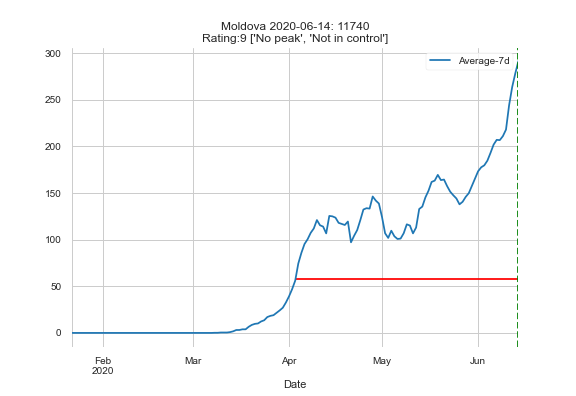 Moldova 2020-06-14: 11740
Rating:9 ['No peak', 'Not in control']
Average-7d
300
250
200
150
100
50
0
Feb Mar Apr May Jun
2020
Date